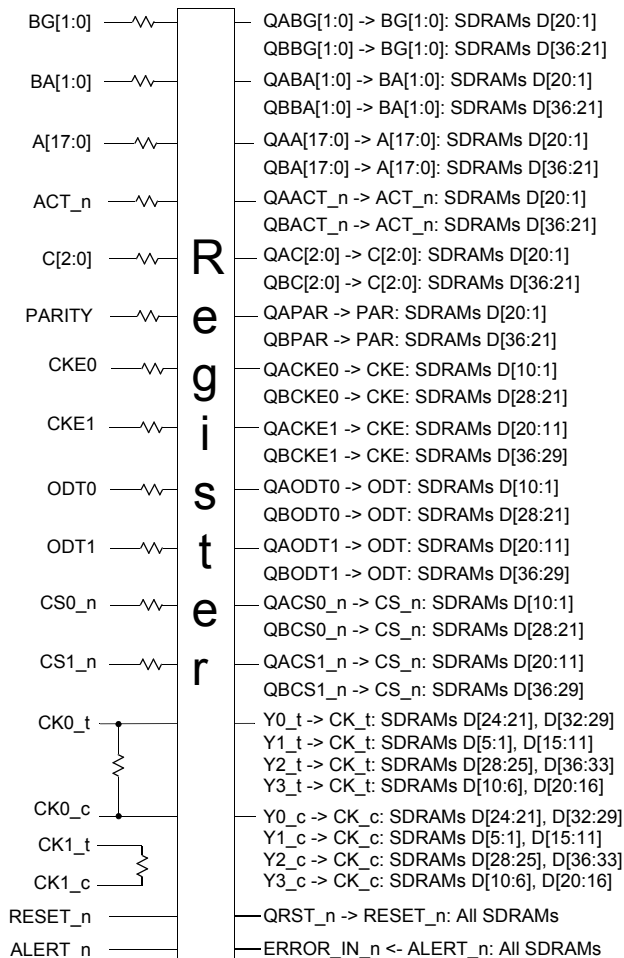 BG[1:0]
QABG[1:0] -> BG[1:0]: SDRAMs D[20:1]
QBBG[1:0] -> BG[1:0]: SDRAMs D[36:21]
BA[1:0]
QABA[1:0] -> BA[1:0]: SDRAMs D[20:1]
QBBA[1:0] -> BA[1:0]: SDRAMs D[36:21]
A[17:0]
QAA[17:0] -> A[17:0]: SDRAMs D[20:1]
QBA[17:0] -> A[17:0]: SDRAMs D[36:21]
ACT_n
QAACT_n -> ACT_n: SDRAMs D[20:1]
QBACT_n -> ACT_n: SDRAMs D[36:21]
C[2:0]
QAC[2:0] -> C[2:0]: SDRAMs D[20:1]
QBC[2:0] -> C[2:0]: SDRAMs D[36:21]
PARITY
QAPAR -> PAR: SDRAMs D[20:1]
QBPAR -> PAR: SDRAMs D[36:21]
CKE0
QACKE0 -> CKE: SDRAMs D[10:1]
QBCKE0 -> CKE: SDRAMs D[28:21]
CKE1
QACKE1 -> CKE: SDRAMs D[20:11]
QBCKE1 -> CKE: SDRAMs D[36:29]
ODT0
QAODT0 -> ODT: SDRAMs D[10:1]
QBODT0 -> ODT: SDRAMs D[28:21]
ODT1
QAODT1 -> ODT: SDRAMs D[20:11]
QBODT1 -> ODT: SDRAMs D[36:29]
CS0_n
QACS0_n -> CS_n: SDRAMs D[10:1]
QBCS0_n -> CS_n: SDRAMs D[28:21]
CS1_n
QACS1_n -> CS_n: SDRAMs D[20:11]
QBCS1_n -> CS_n: SDRAMs D[36:29]
Register
CK0_t
Y0_t -> CK_t: SDRAMs D[24:21], D[32:29]
Y1_t -> CK_t: SDRAMs D[5:1], D[15:11]
Y2_t -> CK_t: SDRAMs D[28:25], D[36:33]
Y3_t -> CK_t: SDRAMs D[10:6], D[20:16]
CK0_c
Y0_c -> CK_c: SDRAMs D[24:21], D[32:29]
Y1_c -> CK_c: SDRAMs D[5:1], D[15:11]
Y2_c -> CK_c: SDRAMs D[28:25], D[36:33]
Y3_c -> CK_c: SDRAMs D[10:6], D[20:16]
CK1_t
CK1_c
RESET_n
QRST_n -> RESET_n: All SDRAMs
ALERT_n
ERROR_IN_n <- ALERT_n: All SDRAMs